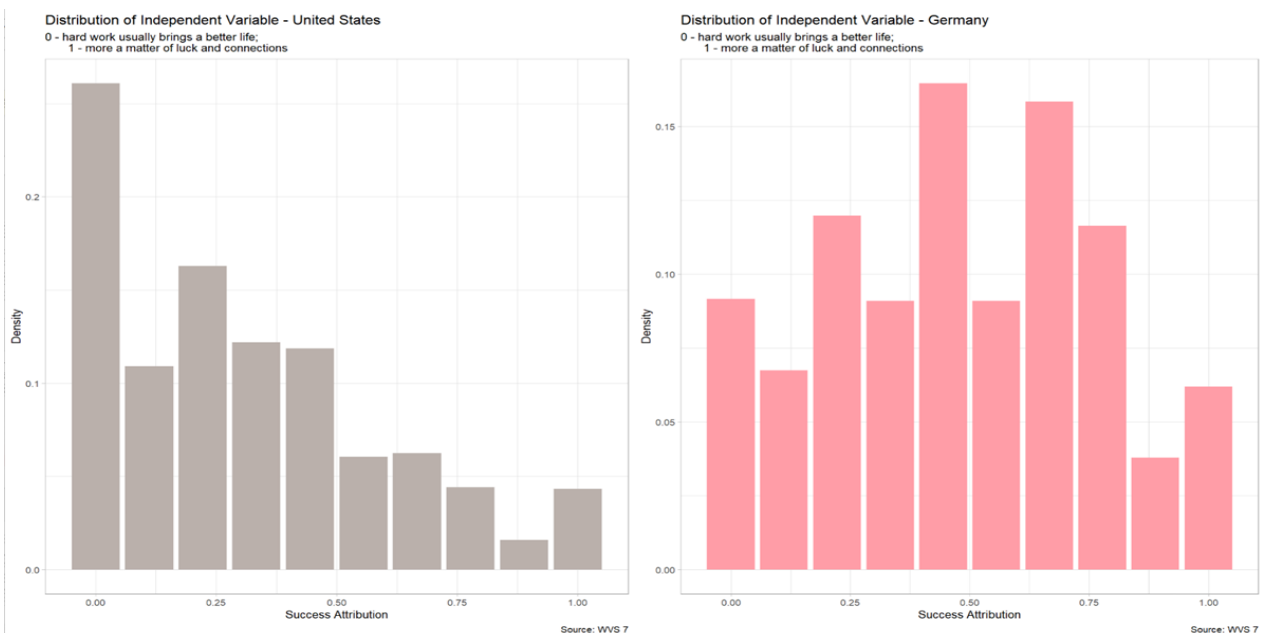 Distribution of Independent Variable - United States
0 - hard work usually brings a better life;
1 - more a matter of luck and connections
Density
0.2
0.1
0.0
0.00 0.25 0.50 0.75 1.00
Success Attribution
Source: WVS 7
Distribution of Independent Variable - Germany
0 - hard work usually brings a better life;
1 - more a matter of luck and connections
Density
0.15
0.10
0.05
0.00
0.00 0.25 0.50 0.75 1.00
Success Attribution
Source: WVS 7